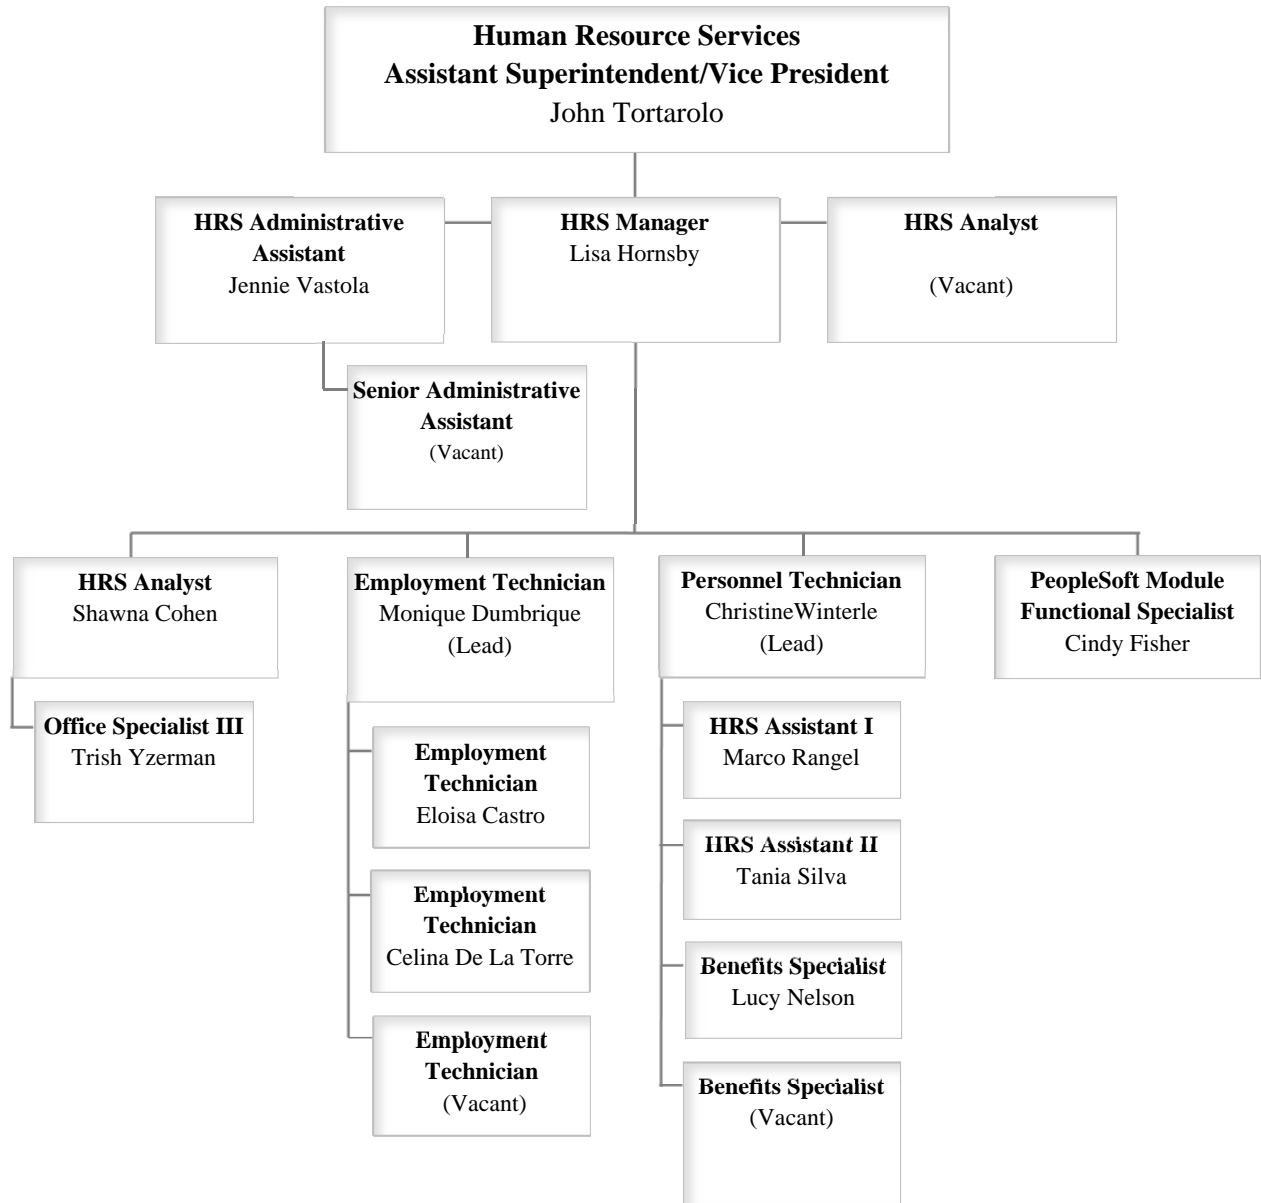 Human Resource Services
Assistant Superintendent/Vice President
John Tortarolo
HRS Administrative
Assistant
Jennie Vastola
HRS Manager
Lisa Hornsby
HRS Analyst
(Vacant)
Senior Administrative
Assistant
(Vacant)
HRS Analyst
Shawna Cohen
Office Specialist III
Trish Yzerman
Employment Technician
Monique Dumbrique
(Lead)
Employment
Technician
Eloisa Castro
Employment
Technician
Celina De La Torre
Employment
Technician
(Vacant)
Personnel Technician
ChristineWinterle
(Lead)
HRS Assistant I
Marco Rangel
HRS Assistant II
Tania Silva
Benefits Specialist
Lucy Nelson
Benefits Specialist
(Vacant)
PeopleSoft Module
Functional Specialist
Cindy Fisher